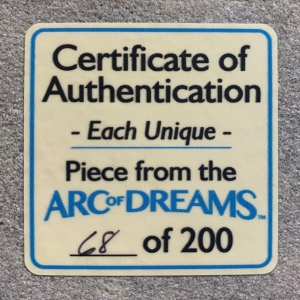 Certificate of
Authentication
- Each Unique -
Piece from the
ARC OF DREAMS™
68 of 200